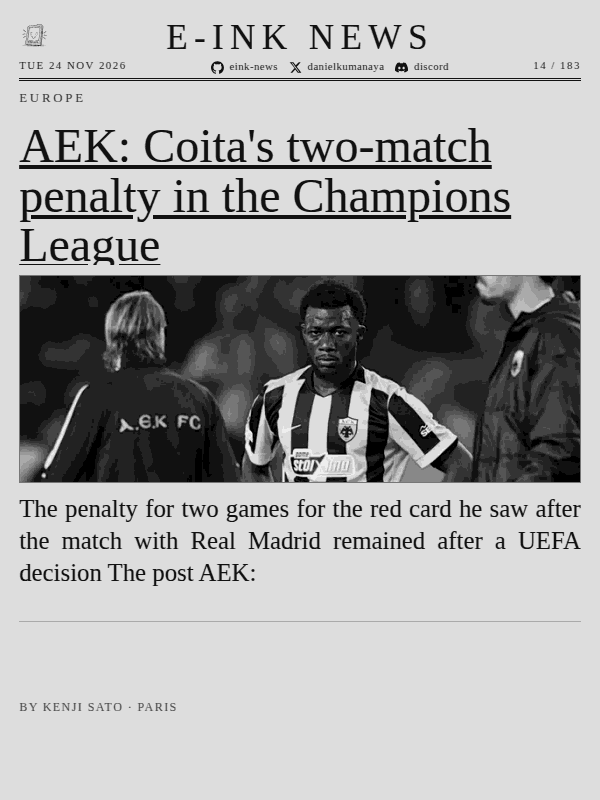 E-INK NEWS
TUE 24 NOV 2026
eink-news
danielkumanaya
discord
14 / 183
EUROPE
AEK: Coita's two-match
penalty in the Champions
League
A.EK FC
stoiximan
The penalty for two games for the red card he saw after
the match with Real Madrid remained after a UEFA
decision The post AEK:
BY KENJI SATO · PARIS